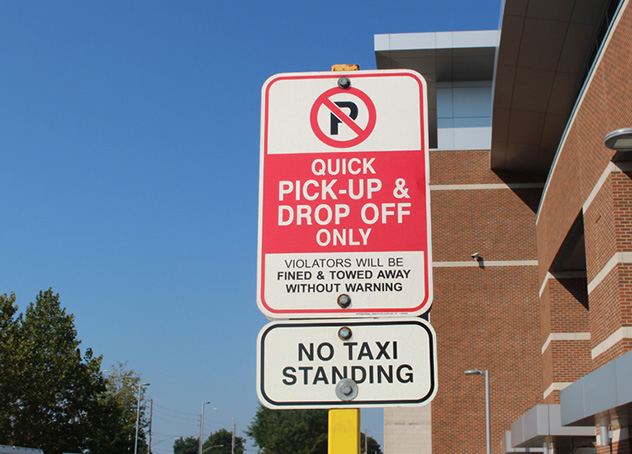 P
QUICK
PICK-UP &
DROP OFF
ONLY
VIOLATORS WILL BE
FINED & TOWED AWAY
WITHOUT WARNING
NO TAXI
STANDING